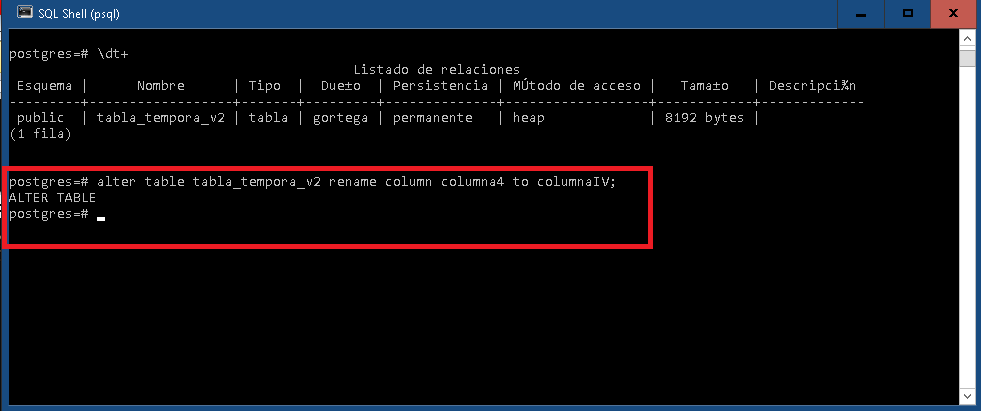 SQL Shell (psql)
postgres=# \dt+
Listado de relaciones
Esquema | Nombre | Tipo | Due±o | Persistencia | MÚtodo de acceso | Tama±o | Descripci¾n
---------+------------------+-------+---------+--------------+------------------+------------+-------------
public | tabla_tempora_v2 | tabla | gortega | permanente | heap | 8192 bytes |
(1 fila)
postgres=# alter table tabla_tempora_v2 rename column columna4 to columnaIV;
ALTER TABLE
postgres=#